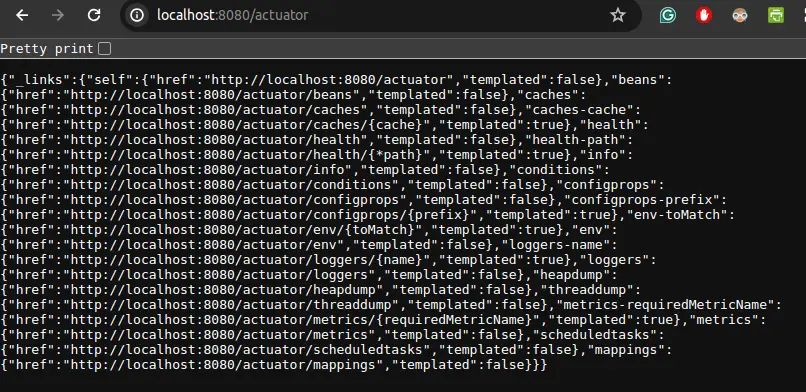 localhost:8080/actuator
Pretty print
{"_links":{"self":{"href":"http://localhost:8080/actuator","templated":false},"beans":
{"href":"http://localhost:8080/actuator/beans","templated":false},"caches":
{"href":"http://localhost:8080/actuator/caches","templated":false},"caches-cache":
{"href":"http://localhost:8080/actuator/caches/{cache}","templated":true},"health":
{"href":"http://localhost:8080/actuator/health","templated":false},"health-path":
{"href":"http://localhost:8080/actuator/health/{*path}","templated":true},"info":
{"href":"http://localhost:8080/actuator/info","templated":false},"conditions":
{"href":"http://localhost:8080/actuator/conditions","templated":false},"configprops":
{"href":"http://localhost:8080/actuator/configprops","templated":false},"configprops-prefix":
{"href":"http://localhost:8080/actuator/configprops/{prefix}","templated":true},"env-toMatch":
{"href":"http://localhost:8080/actuator/env/{toMatch}","templated":true},"env":
{"href":"http://localhost:8080/actuator/env","templated":false},"loggers-name":
{"href":"http://localhost:8080/actuator/loggers/{name}","templated":true},"loggers":
{"href":"http://localhost:8080/actuator/loggers","templated":false},"heapdump":
{"href":"http://localhost:8080/actuator/heapdump","templated":false},"threaddump":
{"href":"http://localhost:8080/actuator/threaddump","templated":false},"metrics-requiredMetricName":
{"href":"http://localhost:8080/actuator/metrics/{requiredMetricName}","templated":true},"metrics":
{"href":"http://localhost:8080/actuator/metrics","templated":false},"scheduledtasks":
{"href":"http://localhost:8080/actuator/scheduledtasks","templated":false},"mappings":
{"href":"http://localhost:8080/actuator/mappings","templated":false}}}